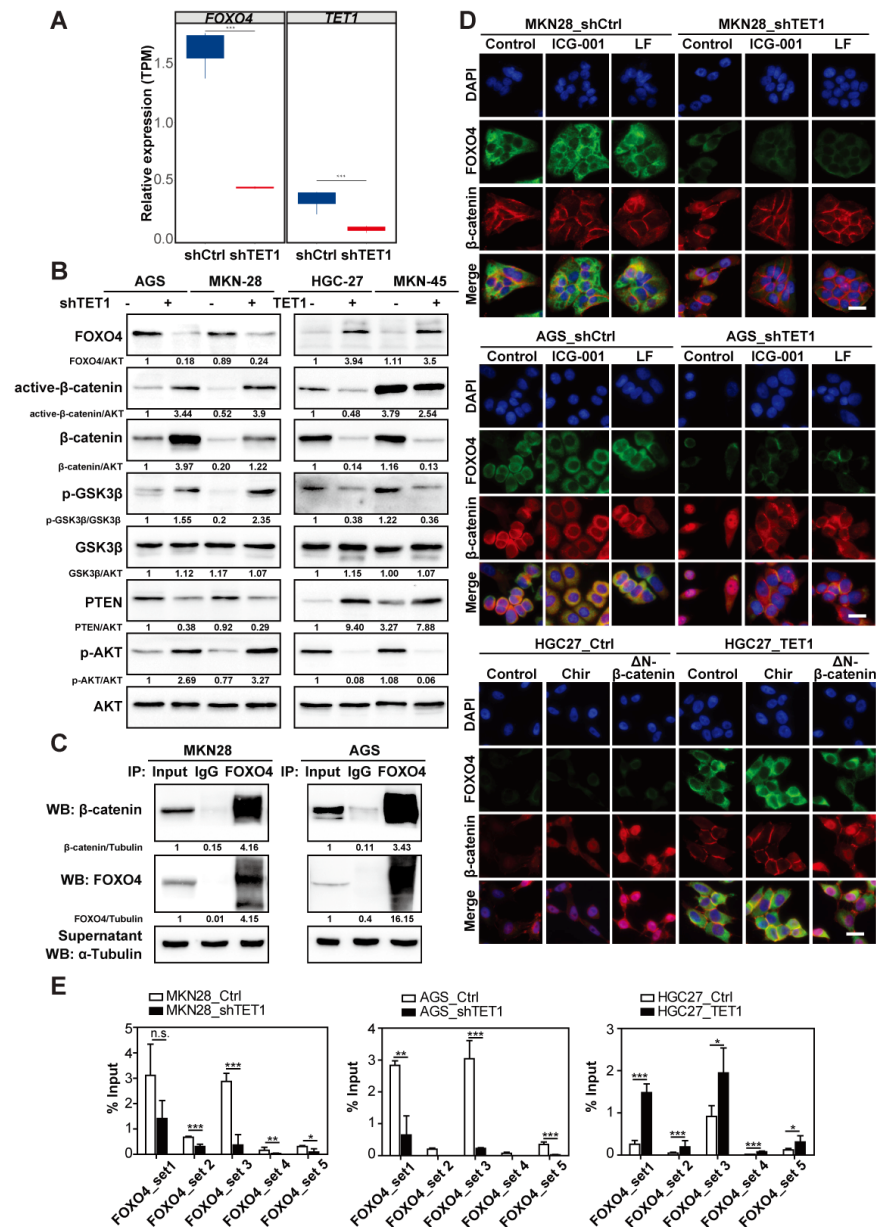 A
FOXO4 TET1
*** ***
Relative expression (TPM)
1.5
1.0
0.5
0.0
shCtrl shTET1 shCtrl shTET1
B
AGS MKN-28 HGC-27 MKN-45
shTET1 - + - + TET1 - + - +
FOXO4
FOXO4/AKT 1 0.18 0.89 0.24 1 3.94 1.11 3.5
active-β-catenin
active-β-catenin/AKT 1 3.44 0.52 3.9 1 0.48 3.79 2.54
β-catenin
β-catenin/AKT 1 3.97 0.20 1.22 1 0.14 1.16 0.13
p-GSK3β
p-GSK3β/GSK3β 1 1.55 0.2 2.35 1 0.38 1.22 0.36
GSK3β
GSK3β/AKT 1 1.12 1.17 1.07 1 1.15 1.00 1.07
PTEN
PTEN/AKT 1 0.38 0.92 0.29 1 9.40 3.27 7.88
p-AKT
p-AKT/AKT 1 2.69 0.77 3.27 1 0.08 1.08 0.06
AKT
C
MKN28 AGS
IP: Input IgG FOXO4 IP: Input IgG FOXO4
WB: β-catenin
β-catenin/Tubulin 1 0.15 4.16 1 0.11 3.43
WB: FOXO4
FOXO4/Tubulin 1 0.01 4.15 1 0.4 16.15
Supernatant
WB: α-Tubulin
D
MKN28_shCtrl MKN28_shTET1
Control ICG-001 LF Control ICG-001 LF
DAPI
FOXO4
β-catenin
Merge
AGS_shCtrl AGS_shTET1
Control ICG-001 LF Control ICG-001 LF
DAPI
FOXO4
β-catenin
Merge
HGC27_Ctrl HGC27_TET1
Control Chir ΔN-β-catenin Control Chir ΔN-β-catenin
DAPI
FOXO4
β-catenin
Merge
E
MKN28_Ctrl
MKN28_shTET1
% Input
5
4
3
2
1
0
n.s. *** *** ** *
FOXO4_set1 FOXO4_set 2 FOXO4_set 3 FOXO4_set 4 FOXO4_set 5
AGS_Ctrl
AGS_shTET1
% Input
4
3
2
1
0
** *** ***
FOXO4_set1 FOXO4_set 2 FOXO4_set 3 FOXO4_set 4 FOXO4_set 5
HGC27_Ctrl
HGC27_TET1
% Input
3
2
1
0
*** *** * *** *
FOXO4_set1 FOXO4_set 2 FOXO4_set 3 FOXO4_set 4 FOXO4_set 5